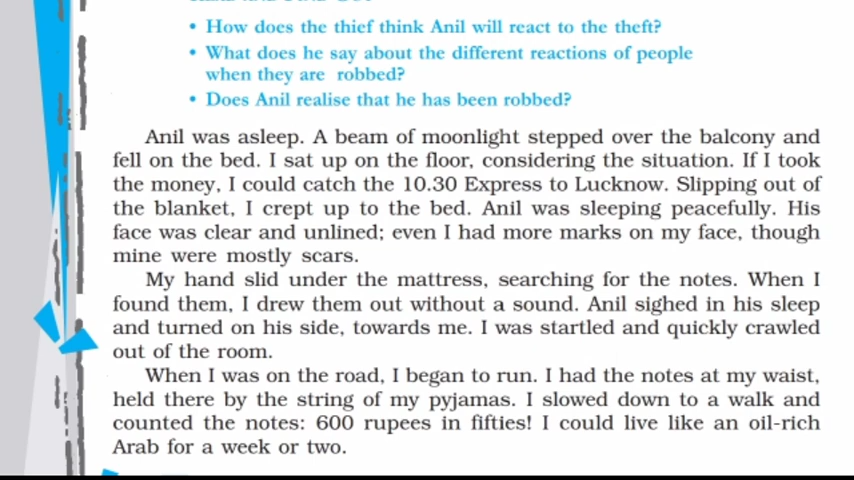 • How does the thief think Anil will react to the theft?
• What does he say about the different reactions of people
when they are robbed?
• Does Anil realise that he has been robbed?
Anil was asleep. A beam of moonlight stepped over the balcony and
fell on the bed. I sat up on the floor, considering the situation. If I took
the money, I could catch the 10.30 Express to Lucknow. Slipping out of
the blanket, I crept up to the bed. Anil was sleeping peacefully. His
face was clear and unlined; even I had more marks on my face, though
mine were mostly scars.
My hand slid under the mattress, searching for the notes. When I
found them, I drew them out without a sound. Anil sighed in his sleep
and turned on his side, towards me. I was startled and quickly crawled
out of the room.
When I was on the road, I began to run. I had the notes at my waist,
held there by the string of my pyjamas. I slowed down to a walk and
counted the notes: 600 rupees in fifties! I could live like an oil-rich
Arab for a week or two.